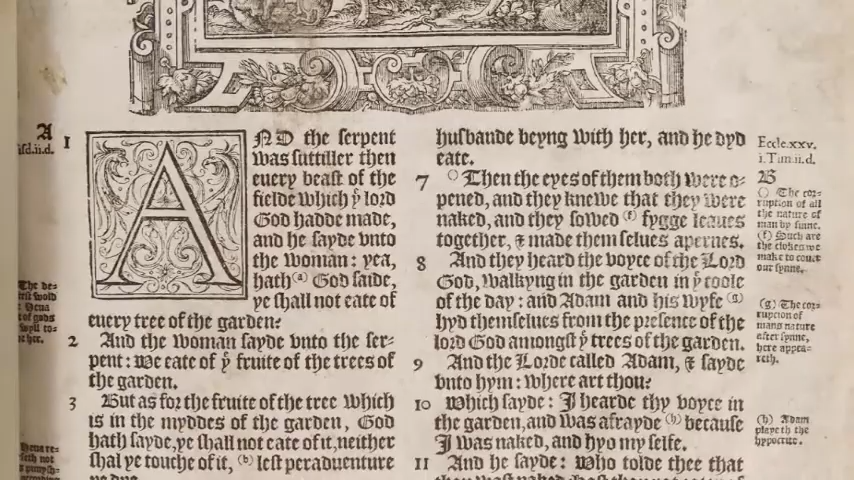 A
1 AND the serpent
was suttiller then
euery beast of the
fielde which ẏ lord
God hadde made,
and he sayde vnto
the woman: yea,
hath (a) God saide,
ye shall not eate of
euery tree of the garden?
2 And the woman sayde vnto the ser-
pent: We eate of ẏ fruite of the trees of
the garden.
3 But as for the fruite of the tree which
is in the myddes of the garden, God
hath sayde, ye shall not eate of it, neither
shal ye touche of it, (b) lest peraduenture
husbande beyng with her, and he dyd
eate.
7 Then the eyes of them both were o-
pened, and they knewe that they were
naked, and they sowed (f) fygge leaues
together, & made them selues apernes.
8 And they heard the voyce of the Lord
God, walkyng in the garden in ẏ coole
of the day: and Adam and his wyfe (g)
hyd themselues from the presence of the
lord God amongst ẏ trees of the garden.
9 And the Lorde called Adam, & sayde
vnto hym: where art thou?
10 Which sayde: I hearde thy voyce in
the garden, and was afrayde (h) because
I was naked, and hyd my selfe.
11 And he sayde: Who tolde thee that
Eccle.xxv.
i.Tim.ii.d.
B
The cor-
ruption of all
the nature of
man by sinne.
(f) Such are
the clokes we
make to couer
our synne.
(g) The cor-
ruption of
mans nature
after synne,
here appea-
reth.
(h) Adam
playeth the
hypocrite.